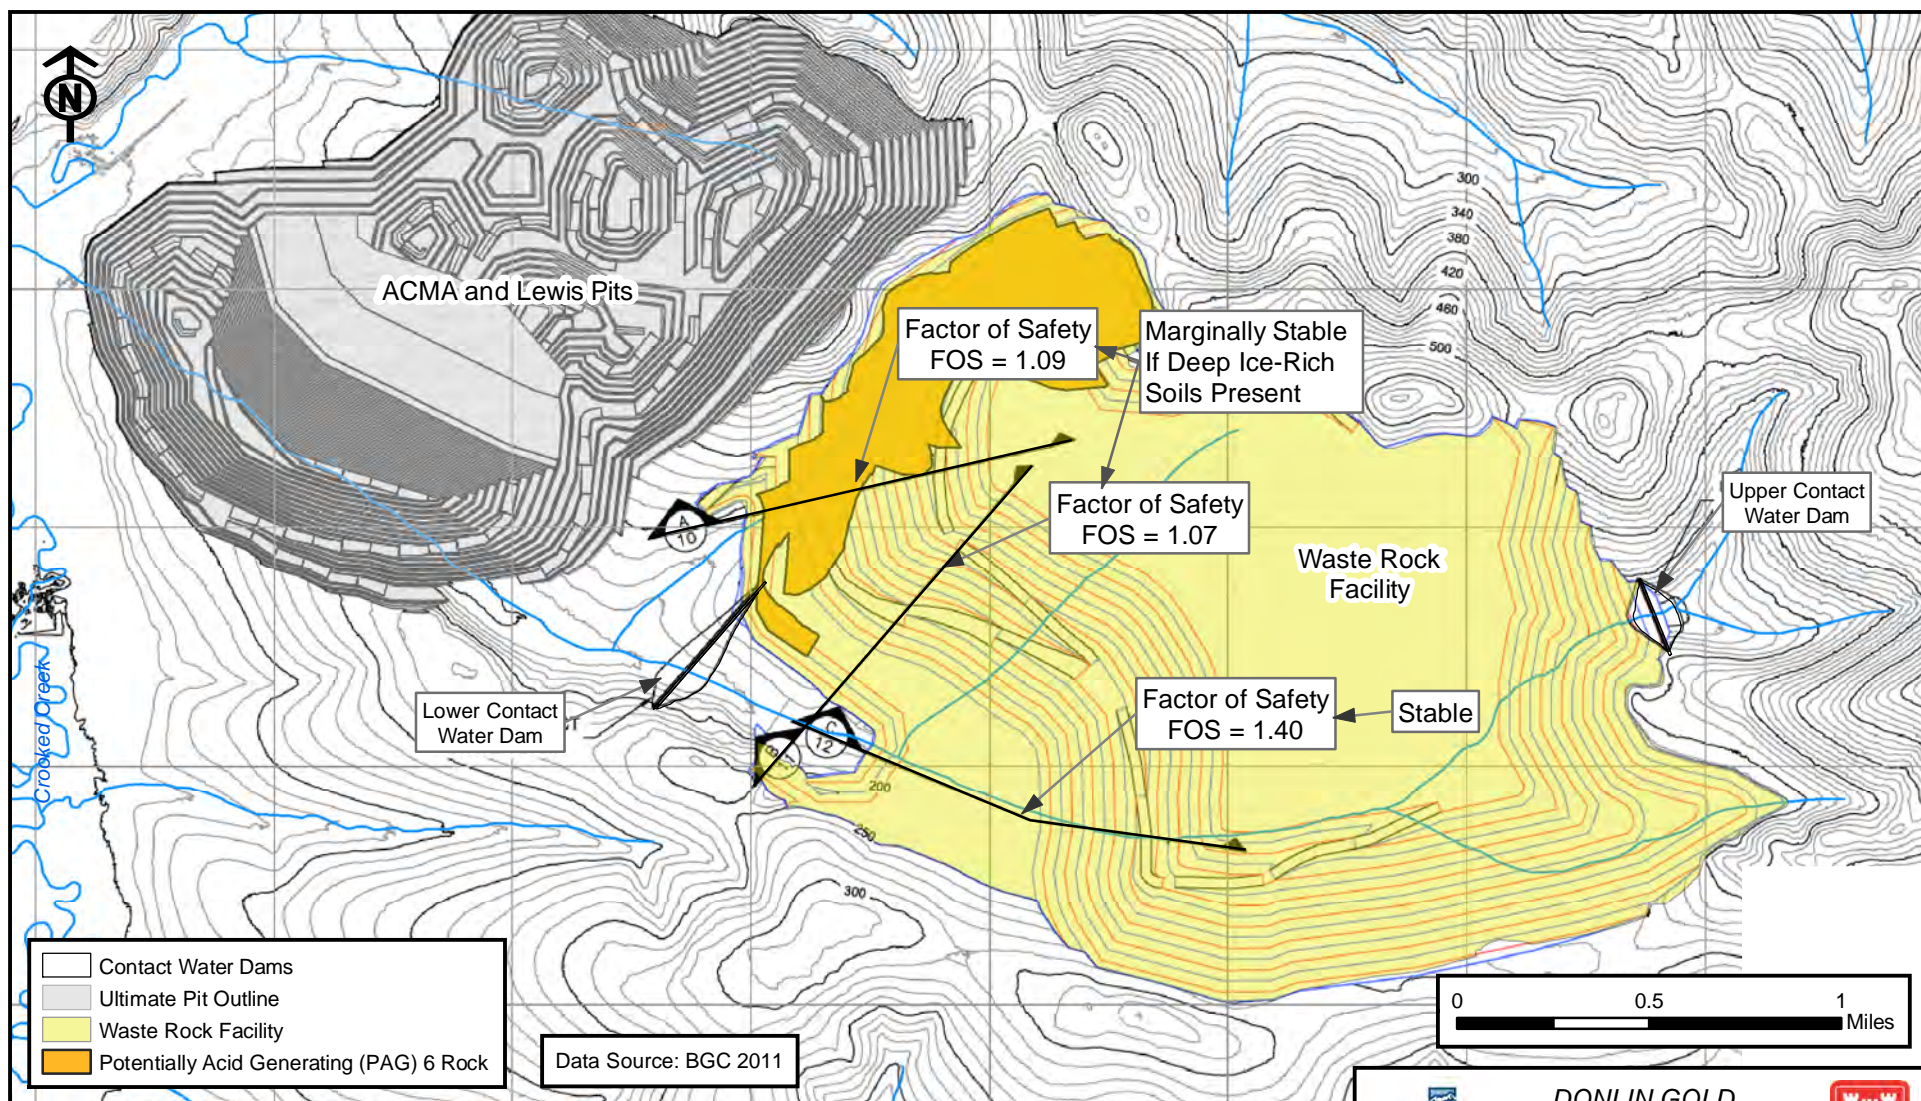 N
ACMA and Lewis Pits
Factor of Safety
FOS = 1.09
Marginally Stable
If Deep Ice-Rich
Soils Present
300
340
380
420
460
500
Factor of Safety
FOS = 1.07
Upper Contact
Water Dam
Waste Rock
Facility
A
10
Factor of Safety
FOS = 1.40
Stable
Lower Contact
Water Dam
C
12
B
200
250
300
Crooked Creek
Contact Water Dams
Ultimate Pit Outline
Waste Rock Facility
Potentially Acid Generating (PAG) 6 Rock
Data Source: BGC 2011
0 0.5 1
Miles
DONLIN GOLD